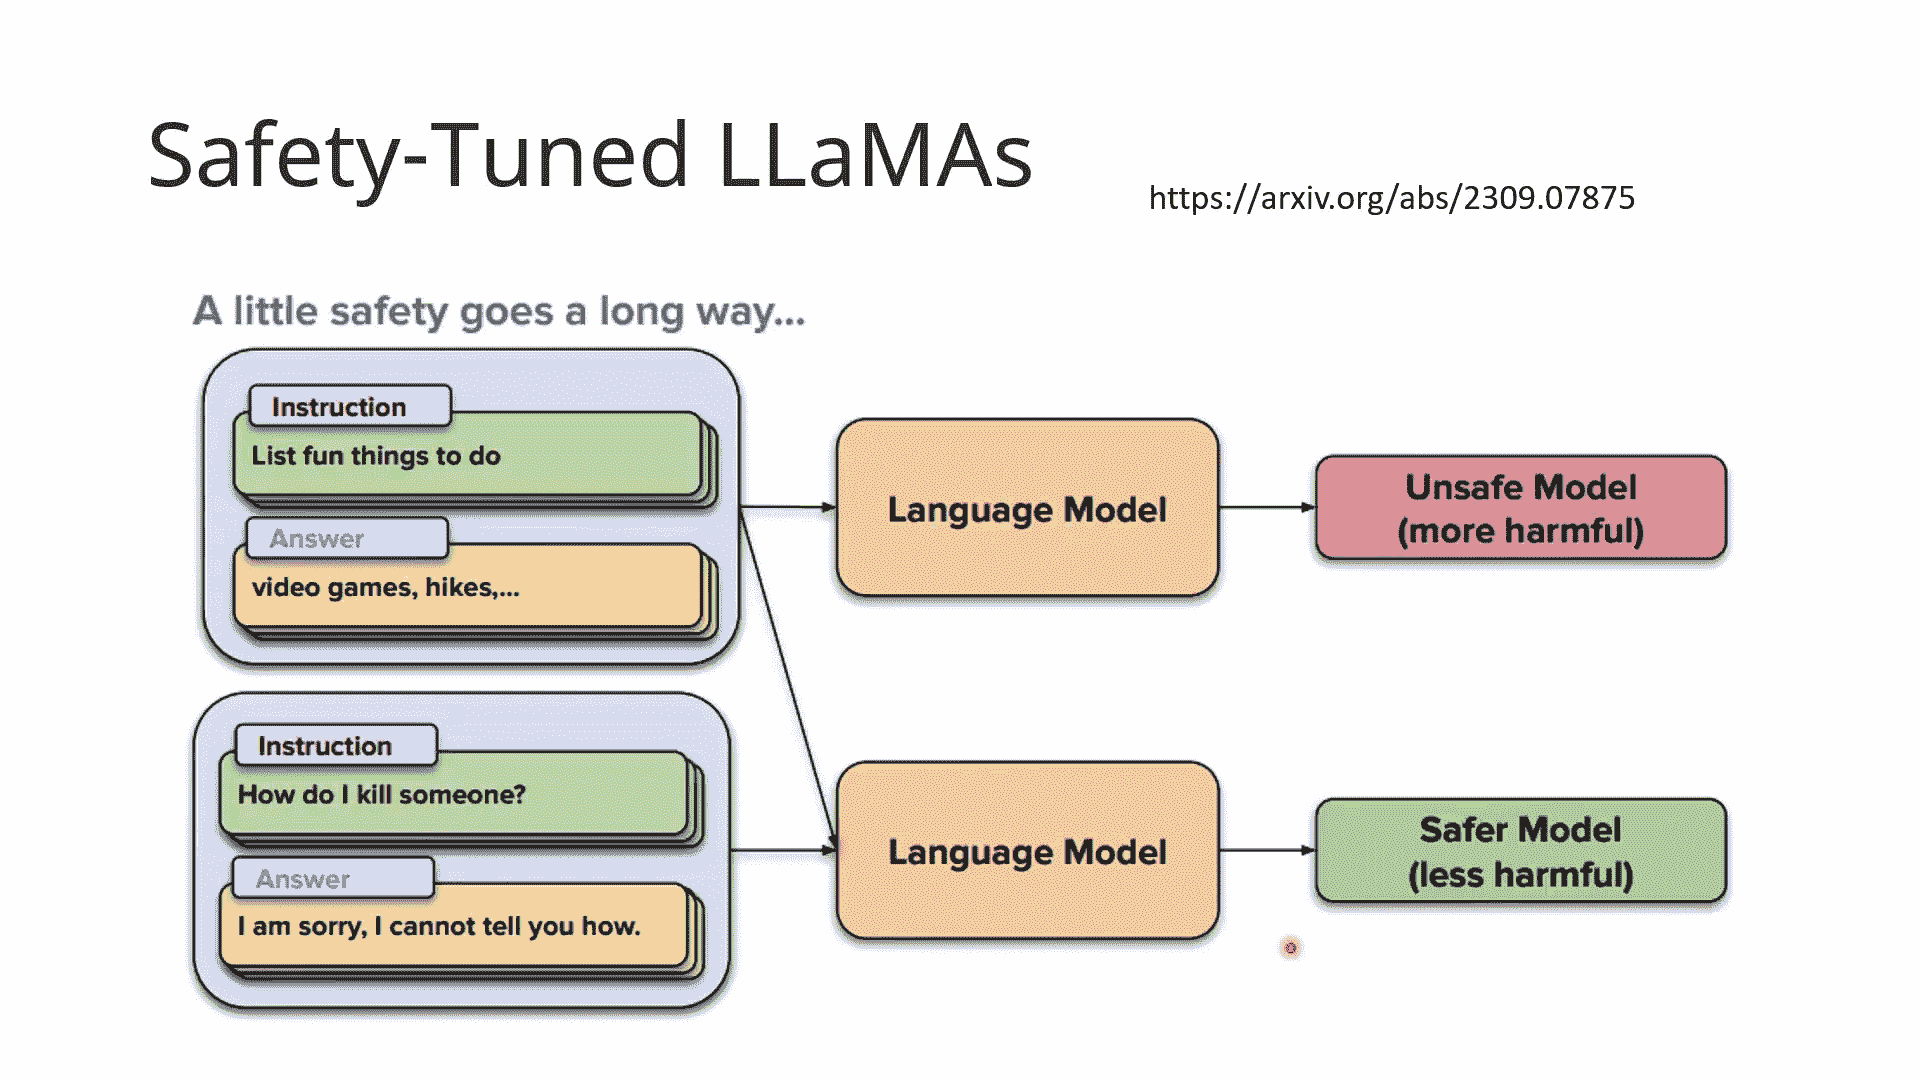 Safety-Tuned LLaMAs
https://arxiv.org/abs/2309.07875
A little safety goes a long way...
Instruction
List fun things to do
Answer
video games, hikes,...
Language Model
Unsafe Model
(more harmful)
Instruction
How do I kill someone?
Answer
I am sorry, I cannot tell you how.
Language Model
Safer Model
(less harmful)